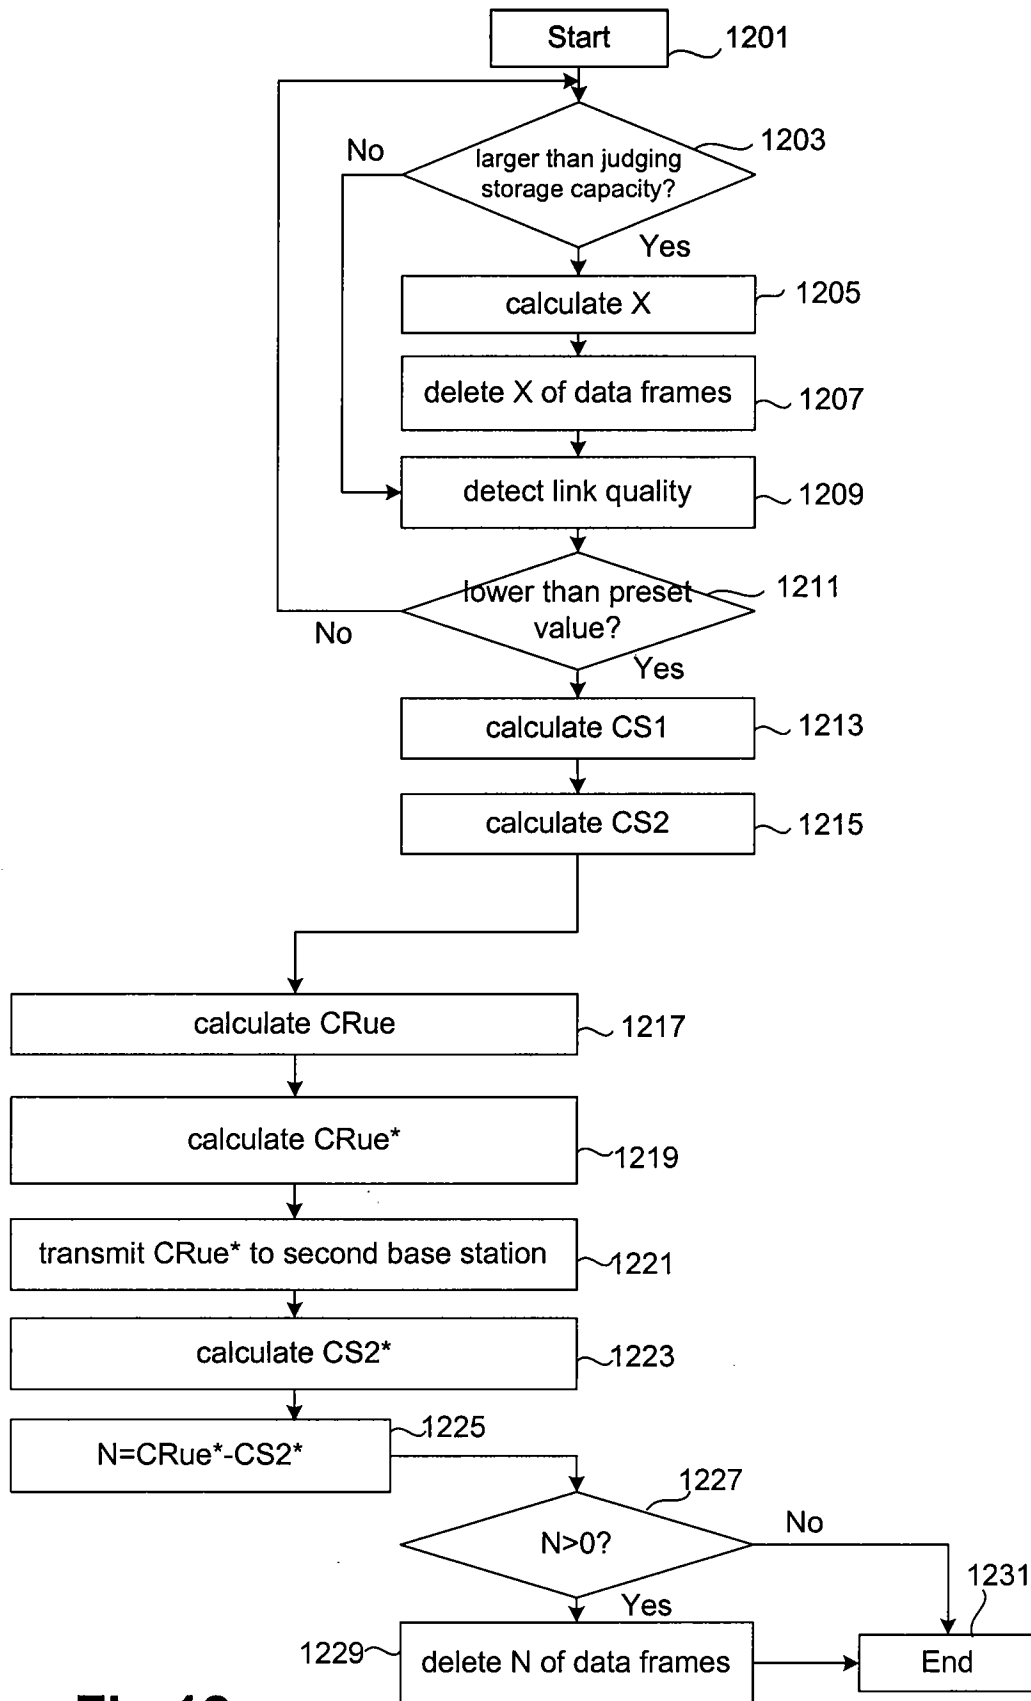 Start
1201
1203
No
larger than judging
storage capacity?
Yes
calculate X
1205
delete X of data frames
1207
detect link quality
1209
lower than preset
value?
1211
No
Yes
calculate CS1
1213
calculate CS2
1215
calculate CRue
1217
calculate CRue*
1219
transmit CRue* to second base station
1221
calculate CS2*
1223
1225
N=CRue*-CS2*
1227
N>0?
No
1231
Yes
1229
delete N of data frames
End